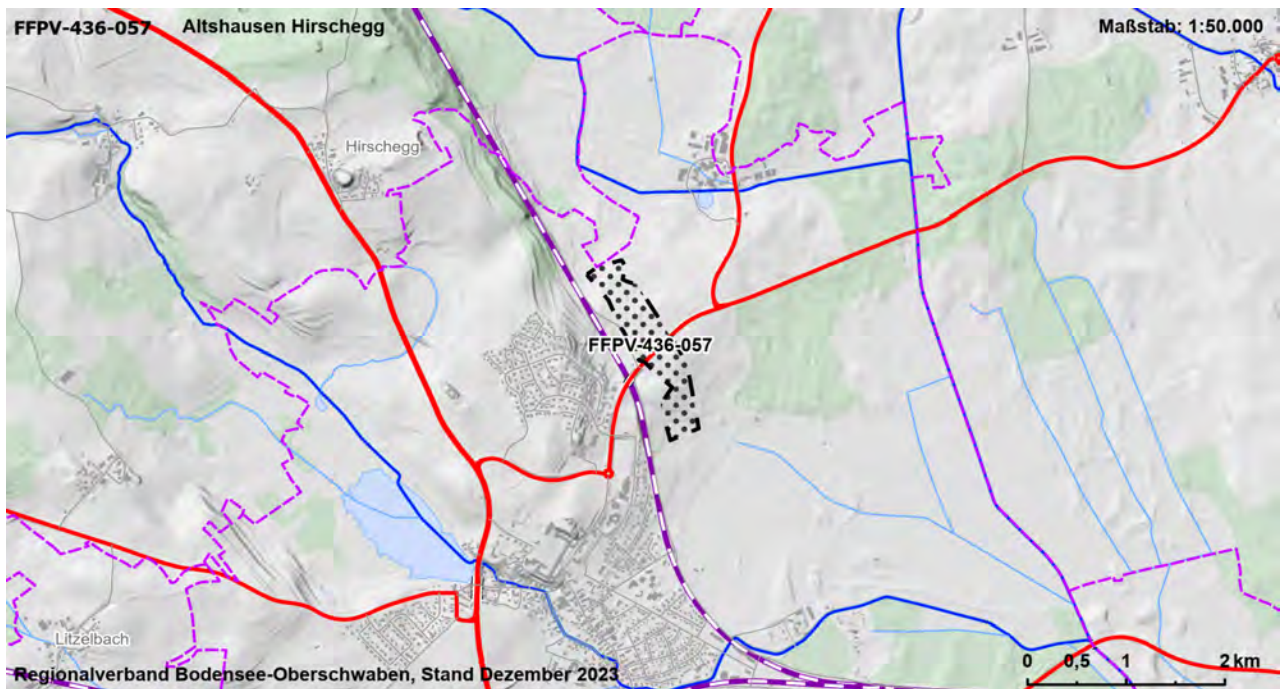 FFPV-436-057 Altshausen Hirschegg
Maßstab: 1:50.000
Hirschegg
FFPV-436-057
Litzelbach
Regionalverband Bodensee-Oberschwaben, Stand Dezember 2023
0 0,5 1 2 km